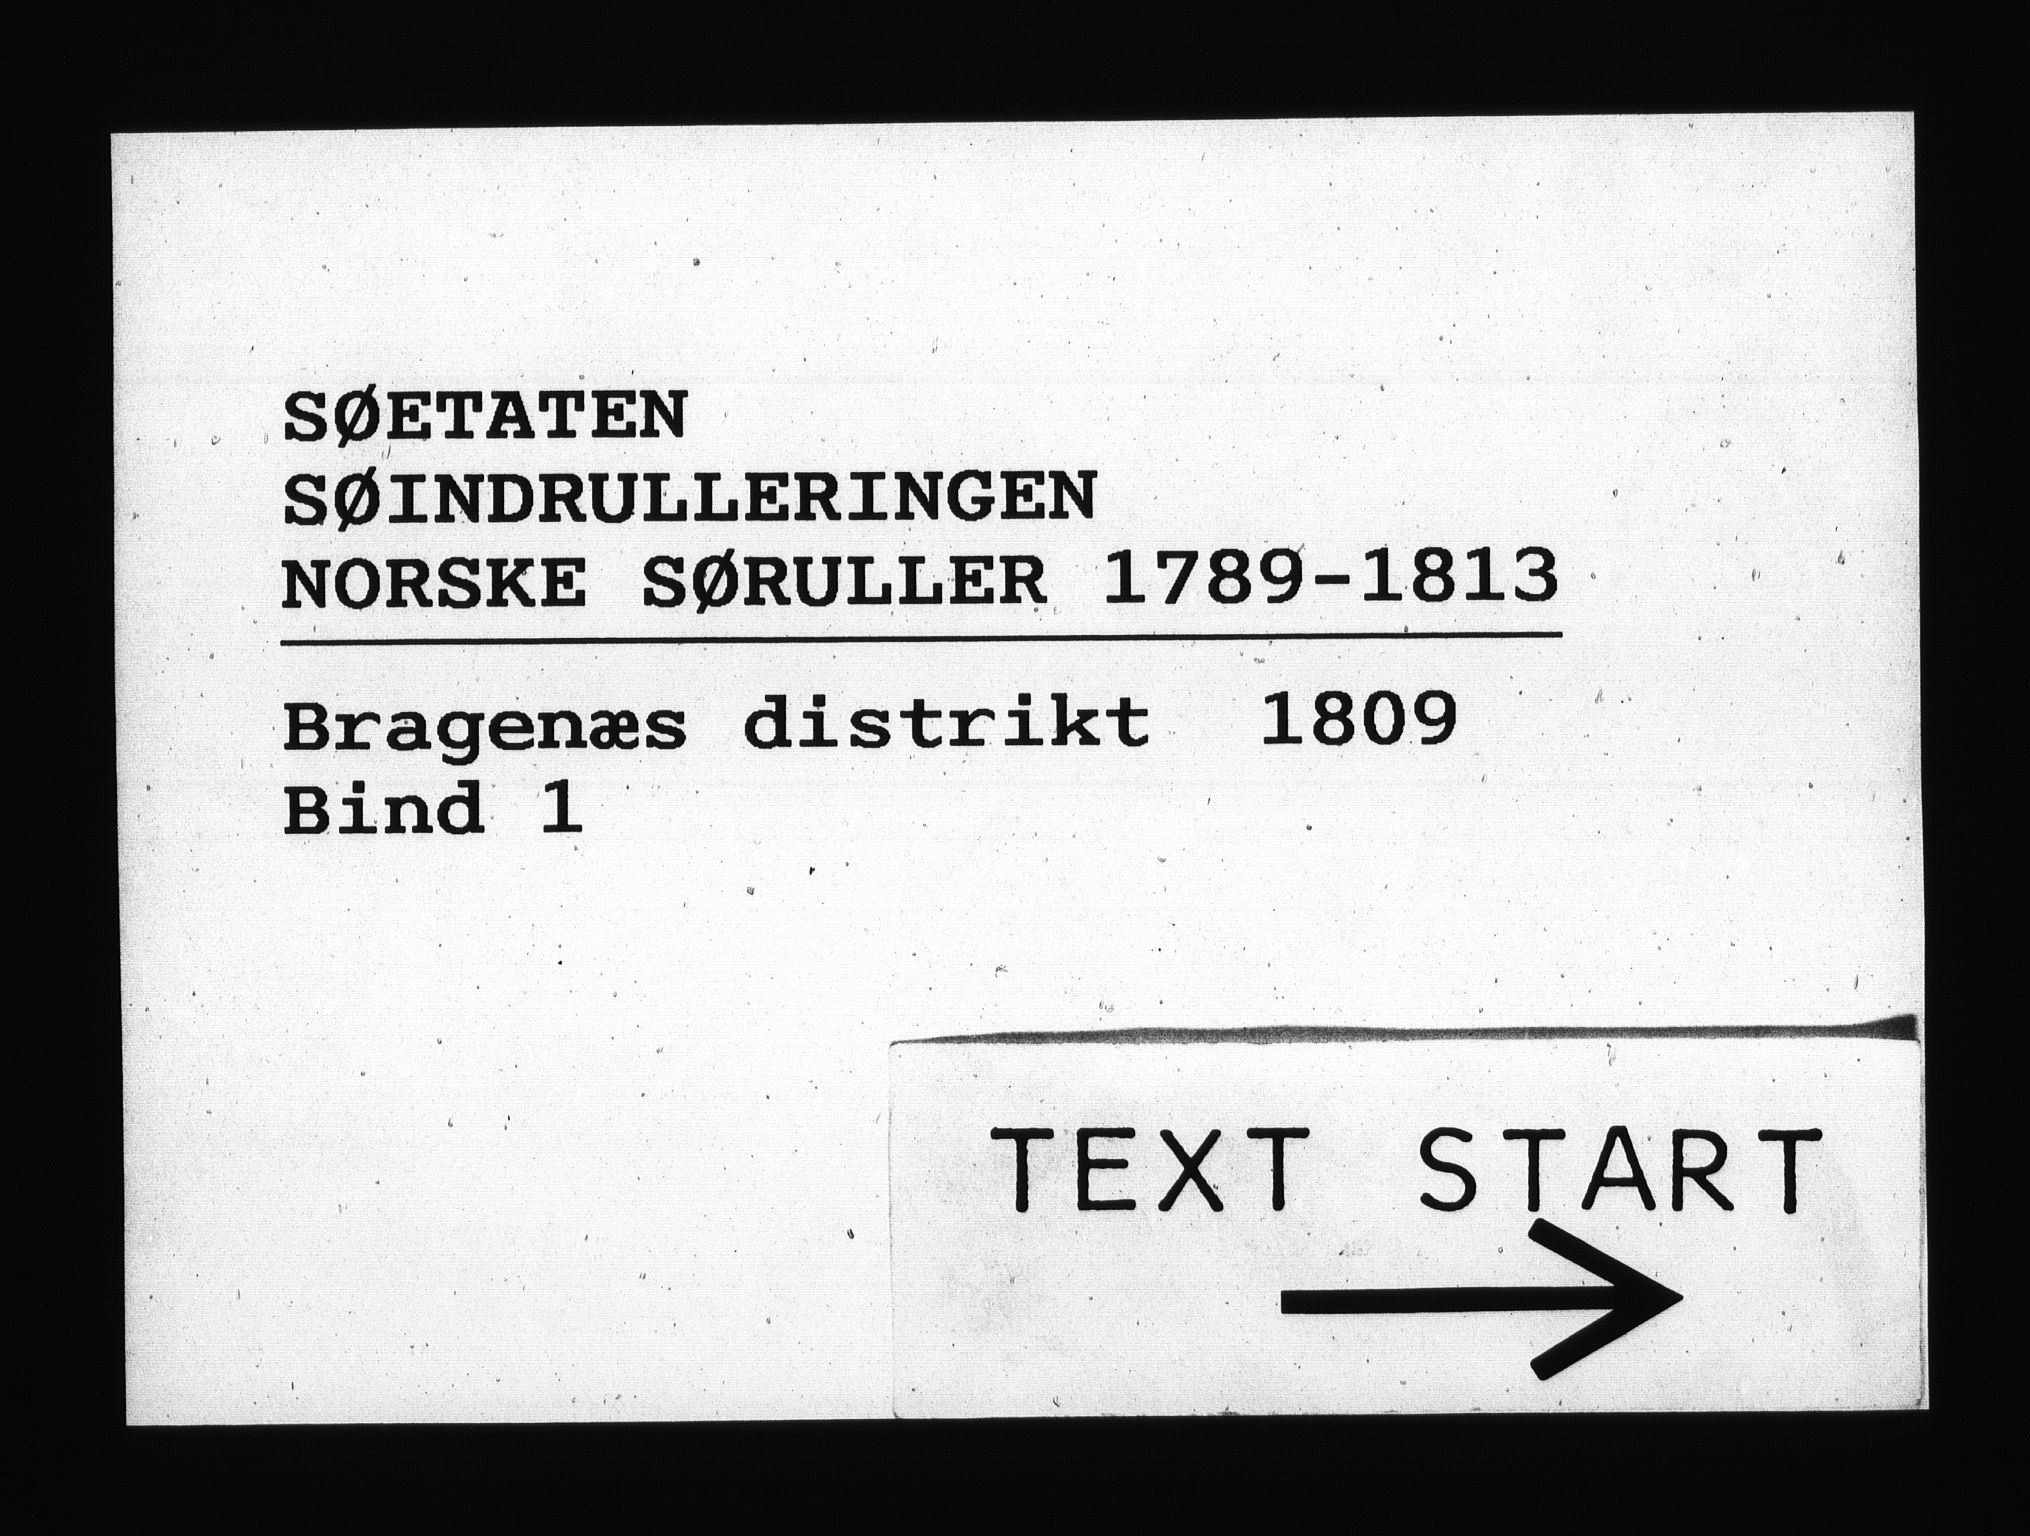 SØETATEN
SØINDRULLERINGEN
NORSKE SØRULLER 1789-1813
Bragenæs distrikt 1809
Bind 1
TEXT START